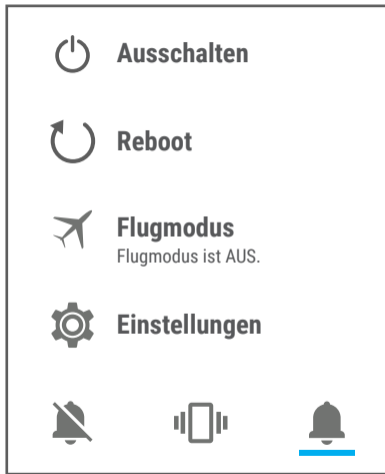 Ausschalten
Reboot
Flugmodus
Flugmodus ist AUS.
Einstellungen